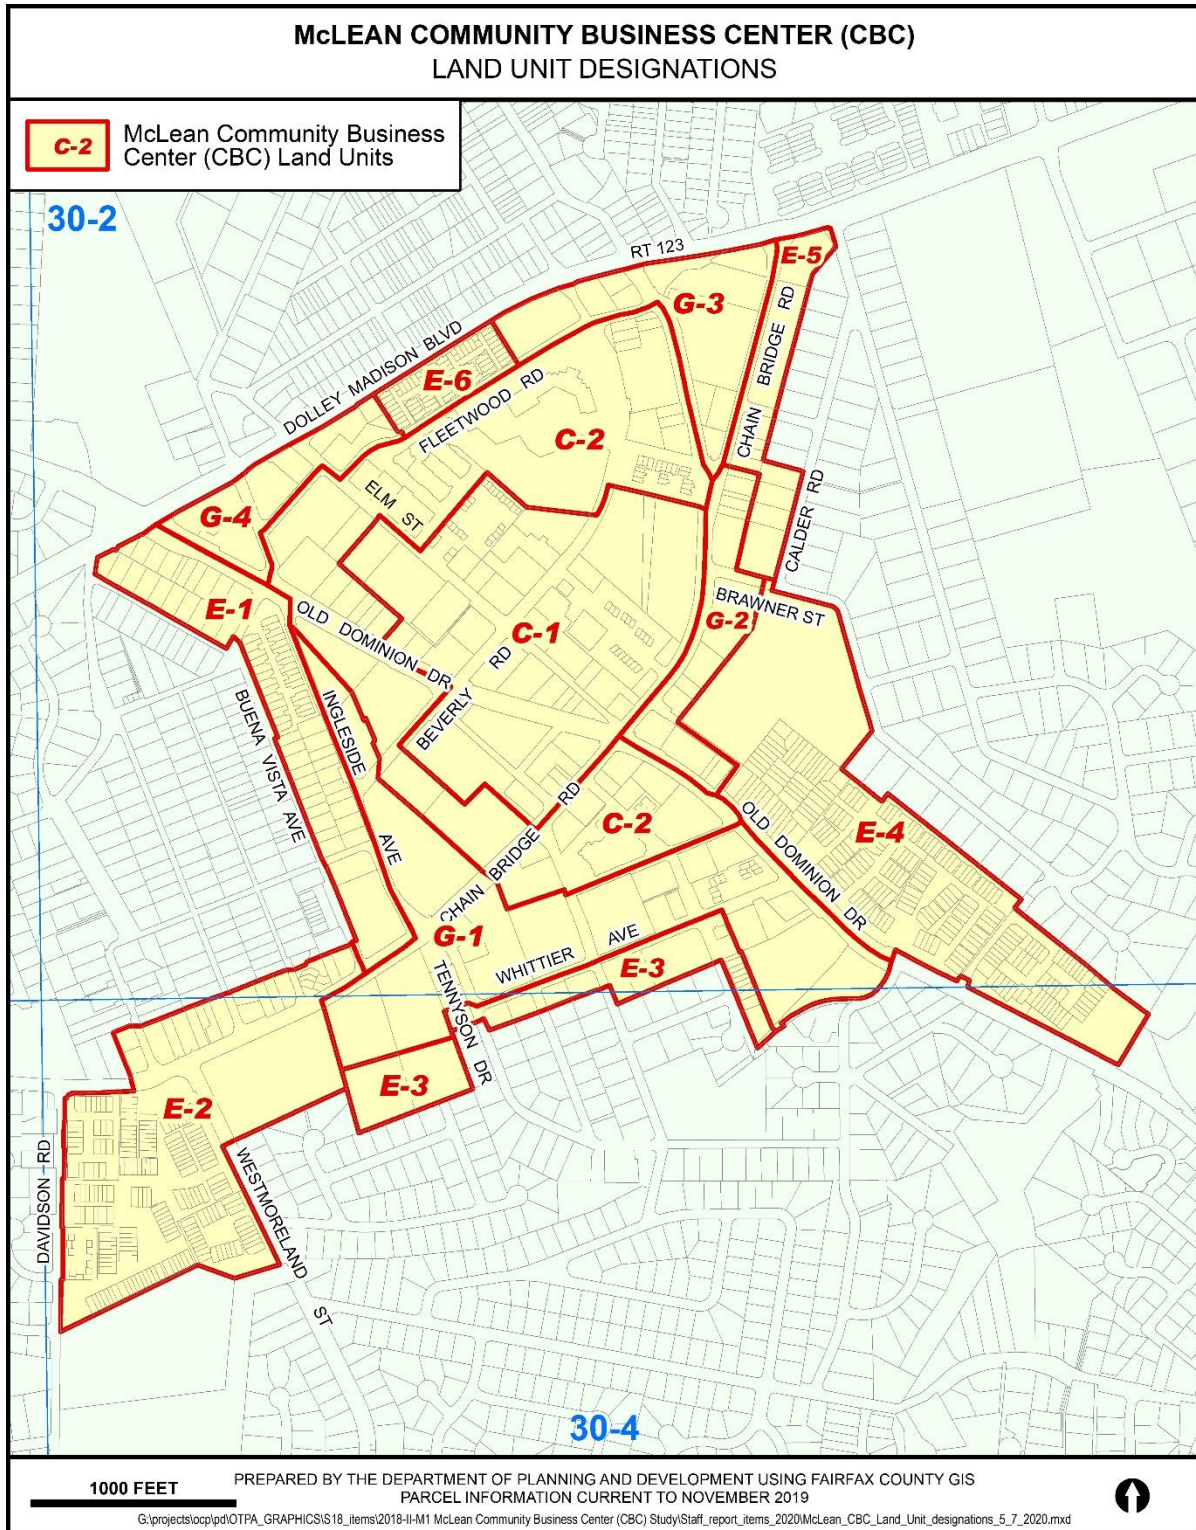 McLEAN COMMUNITY BUSINESS CENTER (CBC)
LAND UNIT DESIGNATIONS
C-2
McLean Community Business
Center (CBC) Land Units
30-2
RT 123
E-5
G-3
DOLLEY MADISON BLVD
E-6
FLEETWOOD RD
CHAIN BRIDGE RD
C-2
ELM ST
G-4
CALDER RD
E-1
OLD DOMINION DR
C-1
BRAWNER ST
G-2
BEVERLY RD
BUENA VISTA AVE
INGLESIDE AVE
CHAIN BRIDGE RD
C-2
OLD DOMINION DR
E-4
G-1
WHITTIER AVE
E-3
TENNYSON DR
E-3
E-2
DAVIDSON RD
WESTMORELAND ST
30-4
1000 FEET
PREPARED BY THE DEPARTMENT OF PLANNING AND DEVELOPMENT USING FAIRFAX COUNTY GIS
PARCEL INFORMATION CURRENT TO NOVEMBER 2019
G:\projects\ocp\pd\OTPA_GRAPHICS\S18_items\2018-II-M1 McLean Community Business Center (CBC) Study\Staff_report_items_2020\McLean_CBC_Land_Unit_designations_5_7_2020.mxd